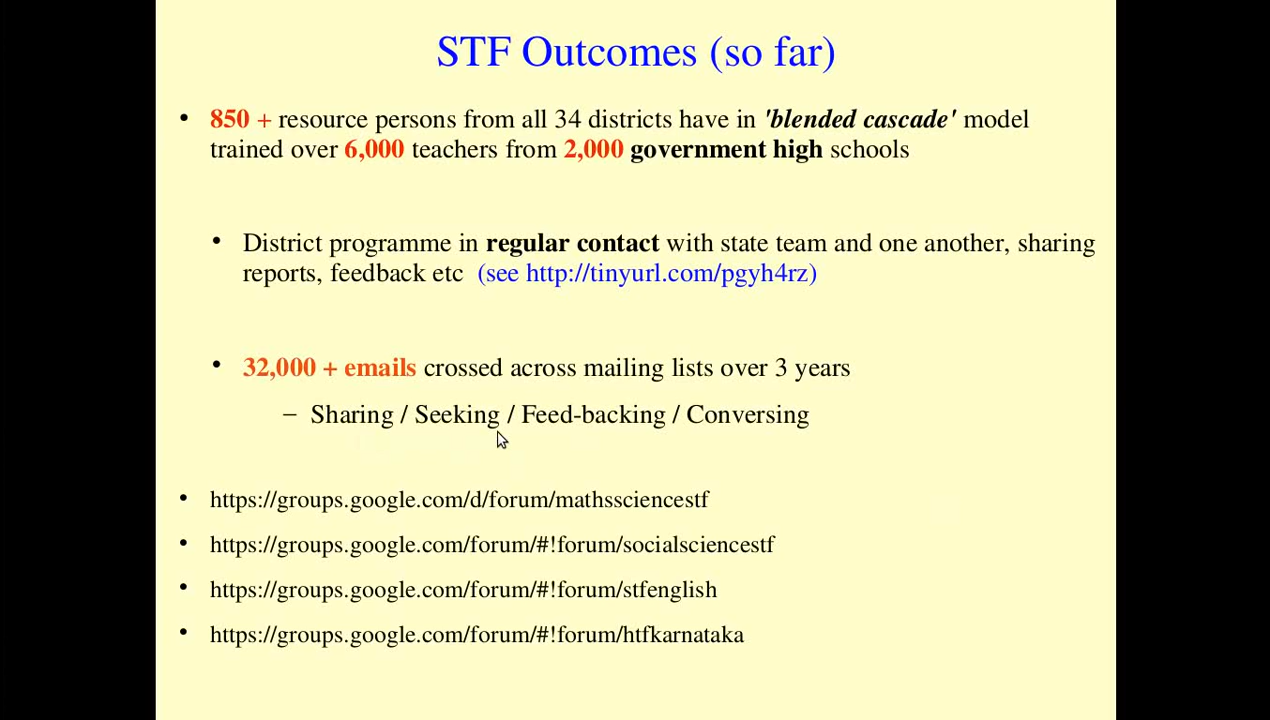 STF Outcomes (so far)
• 850 + resource persons from all 34 districts have in 'blended cascade' model
trained over 6,000 teachers from 2,000 government high schools
• District programme in regular contact with state team and one another, sharing
reports, feedback etc (see http://tinyurl.com/pgyh4rz)
• 32,000 + emails crossed across mailing lists over 3 years
– Sharing / Seeking / Feed-backing / Conversing
• https://groups.google.com/d/forum/mathssciencestf
• https://groups.google.com/forum/#!forum/socialsciencestf
• https://groups.google.com/forum/#!forum/stfenglish
• https://groups.google.com/forum/#!forum/htfkarnataka